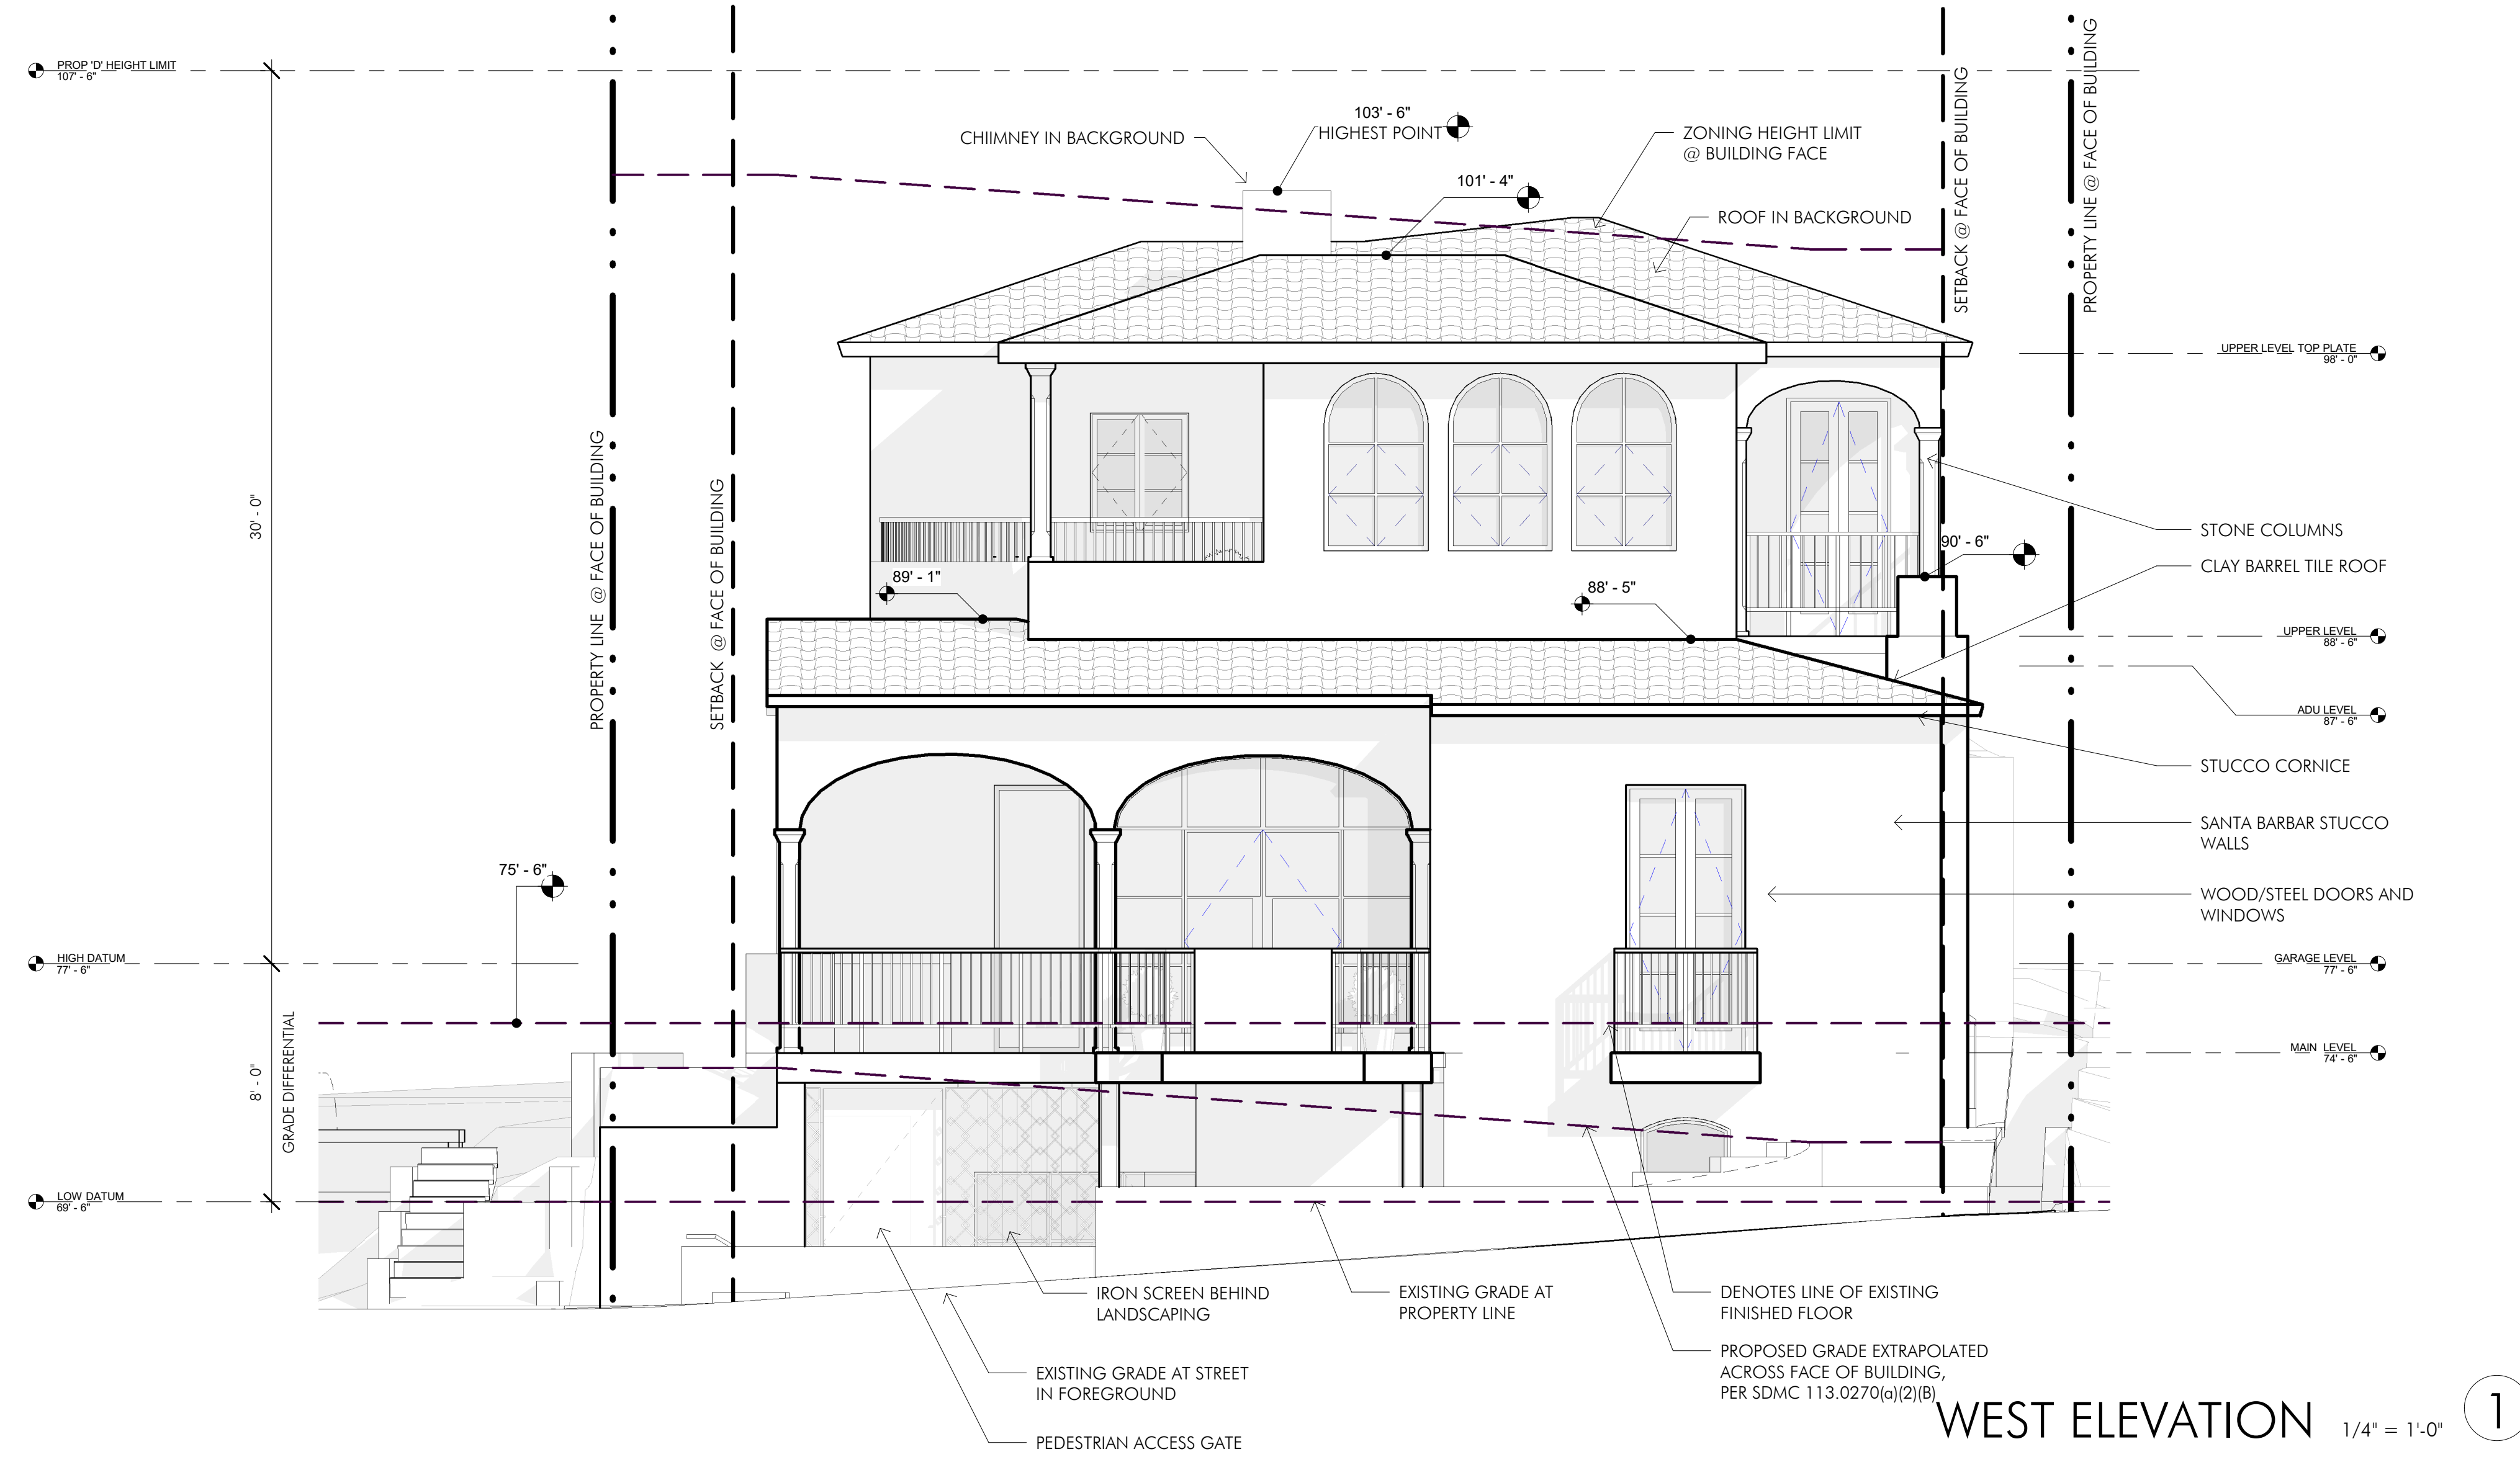 PROP 'D' HEIGHT LIMIT
107' - 6"
30' - 0"
HIGH DATUM
77' - 6"
8' - 0"
GRADE DIFFERENTIAL
LOW DATUM
69' - 6"
75' - 6"
PROPERTY LINE @ FACE OF BUILDING
SETBACK @ FACE OF BUILDING
CHIIMNEY IN BACKGROUND
103' - 6"
HIGHEST POINT
101' - 4"
ZONING HEIGHT LIMIT
@ BUILDING FACE
ROOF IN BACKGROUND
SETBACK @ FACE OF BUILDING
PROPERTY LINE @ FACE OF BUILDING
89' - 1"
88' - 5"
90' - 6"
UPPER LEVEL TOP PLATE
98' - 0"
STONE COLUMNS
CLAY BARREL TILE ROOF
UPPER LEVEL
88' - 6"
ADU LEVEL
87' - 6"
STUCCO CORNICE
SANTA BARBAR STUCCO
WALLS
WOOD/STEEL DOORS AND
WINDOWS
GARAGE LEVEL
77' - 6"
MAIN LEVEL
74' - 6"
IRON SCREEN BEHIND
LANDSCAPING
EXISTING GRADE AT
PROPERTY LINE
DENOTES LINE OF EXISTING
FINISHED FLOOR
EXISTING GRADE AT STREET
IN FOREGROUND
PROPOSED GRADE EXTRAPOLATED
ACROSS FACE OF BUILDING,
PER SDMC 113.0270(a)(2)(B)
PEDESTRIAN ACCESS GATE
WEST ELEVATION
1/4" = 1'-0"
1